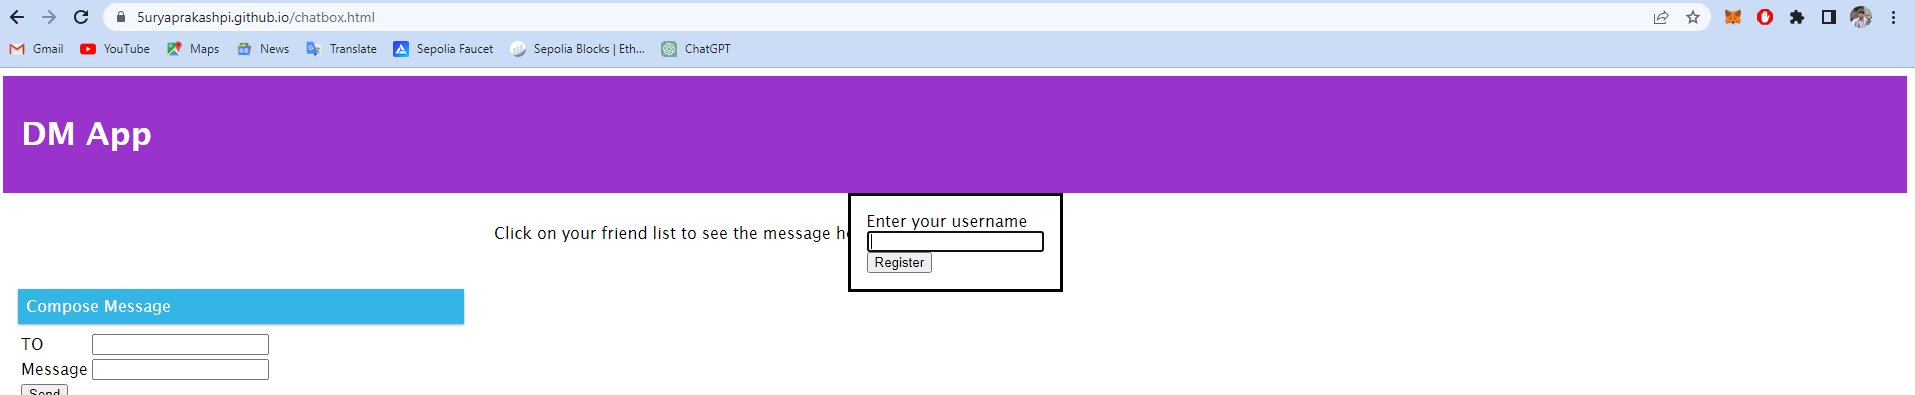 5uryaprakashpi.github.io/chatbox.html
Gmail YouTube Maps News Translate Sepolia Faucet Sepolia Blocks | Eth... ChatGPT
DM App
Click on your friend list to see the message
Enter your username
Register
Compose Message
TO
Message
Send